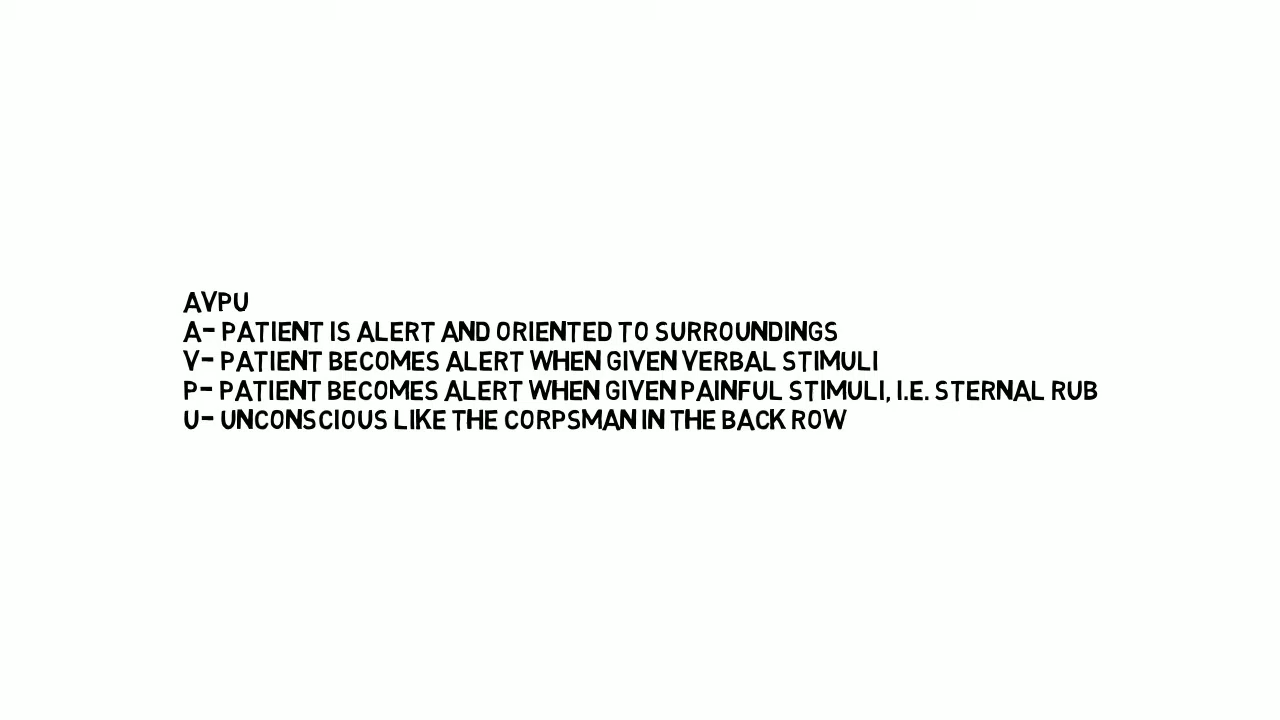 AVPU
A- PATIENT IS ALERT AND ORIENTED TO SURROUNDINGS
V- PATIENT BECOMES ALERT WHEN GIVEN VERBAL STIMULI
P- PATIENT BECOMES ALERT WHEN GIVEN PAINFUL STIMULI, I.E. STERNAL RUB
U- UNCONSCIOUS LIKE THE CORPSMAN IN THE BACK ROW